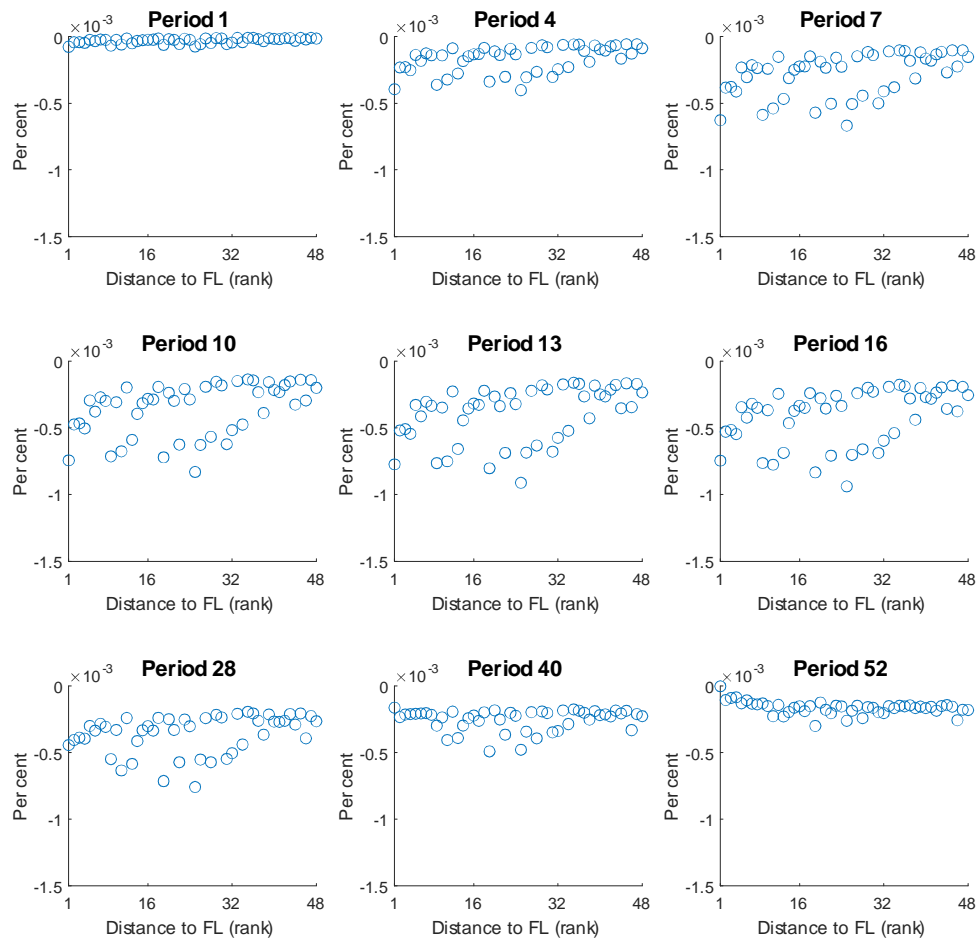 Period 1
×10-3
0
-0.5
-1
-1.5
Per cent
1 16 32 48
Distance to FL (rank)
Period 4
×10-3
0
-0.5
-1
-1.5
Per cent
1 16 32 48
Distance to FL (rank)
Period 7
×10-3
0
-0.5
-1
-1.5
Per cent
1 16 32 48
Distance to FL (rank)
Period 10
×10-3
0
-0.5
-1
-1.5
Per cent
1 16 32 48
Distance to FL (rank)
Period 13
×10-3
0
-0.5
-1
-1.5
Per cent
1 16 32 48
Distance to FL (rank)
Period 16
×10-3
0
-0.5
-1
-1.5
Per cent
1 16 32 48
Distance to FL (rank)
Period 28
×10-3
0
-0.5
-1
-1.5
Per cent
1 16 32 48
Distance to FL (rank)
Period 40
×10-3
0
-0.5
-1
-1.5
Per cent
1 16 32 48
Distance to FL (rank)
Period 52
×10-3
0
-0.5
-1
-1.5
Per cent
1 16 32 48
Distance to FL (rank)